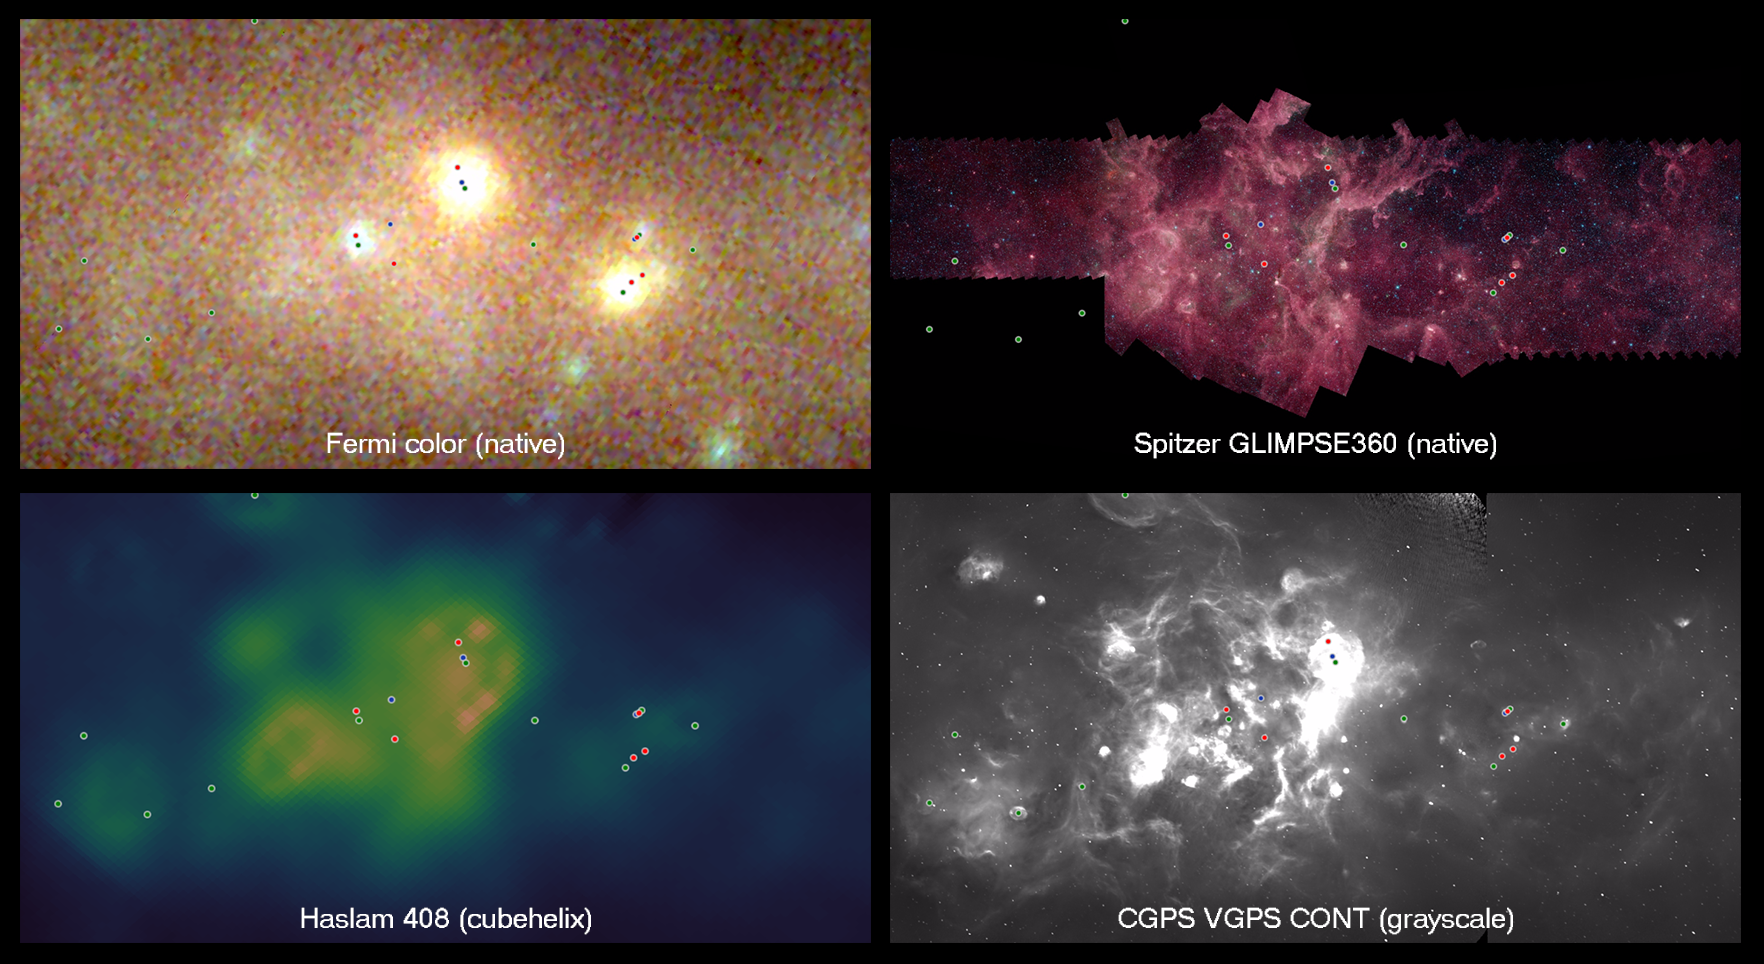 Fermi color (native)
Spitzer GLIMPSE360 (native)
Haslam 408 (cubehelix)
CGPS VGPS CONT (grayscale)